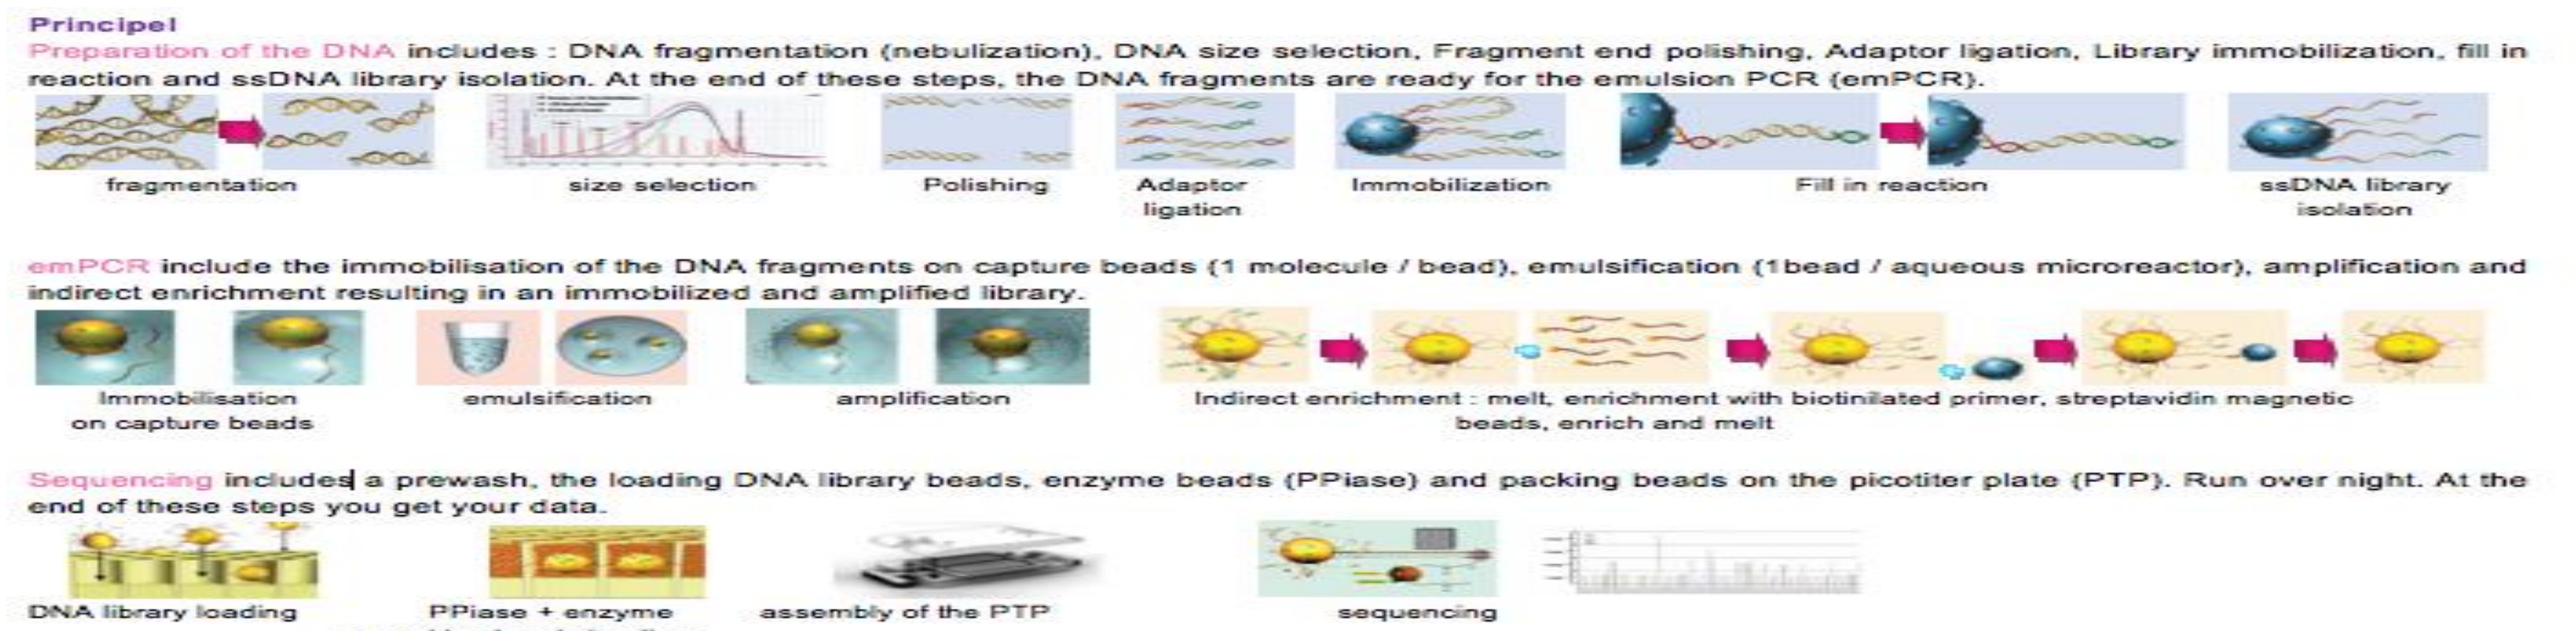 Principel
Preparation of the DNA includes : DNA fragmentation (nebulization), DNA size selection, Fragment end polishing, Adaptor ligation, Library immobilization, fill in
reaction and ssDNA library isolation. At the end of these steps, the DNA fragments are ready for the emulsion PCR (emPCR).
fragmentation size selection Polishing Adaptor Immobilization Fill in reaction ssDNA library
ligation isolation
emPCR include the immobilisation of the DNA fragments on capture beads (1 molecule / bead), emulsification (1bead / aqueous microreactor), amplification and
indirect enrichment resulting in an immobilized and amplified library.
Immobilisation emulsification amplification Indirect enrichment : melt, enrichment with biotinilated primer, streptavidin magnetic
on capture beads beads, enrich and melt
Sequencing includes a prewash, the loading DNA library beads, enzyme beads (PPiase) and packing beads on the picotiter plate (PTP). Run over night. At the
end of these steps you get your data.
DNA library loading PPiase + enzyme assembly of the PTP sequencing